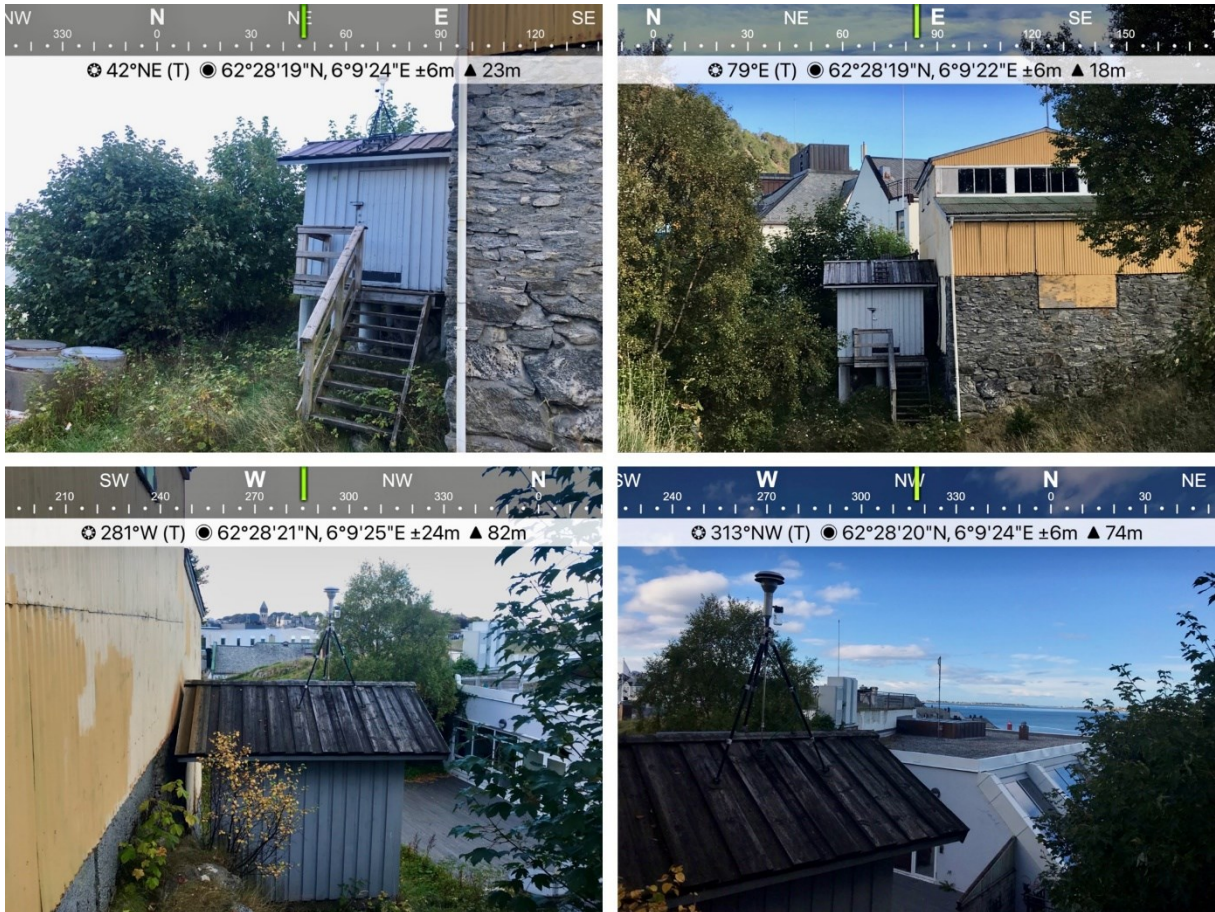 NW N NE E SE
330 0 30 60 90 120
42°NE (T) 62°28'19"N, 6°9'24"E ±6m ▲ 23m
N NE E SE
0 30 60 90 120 150
79°E (T) 62°28'19"N, 6°9'22"E ±6m ▲ 18m
SW W NW N
210 240 270 300 330 0
281°W (T) 62°28'21"N, 6°9'25"E ±24m ▲ 82m
SW W NW N NE
240 270 300 330 0 30
313°NW (T) 62°28'20"N, 6°9'24"E ±6m ▲ 74m